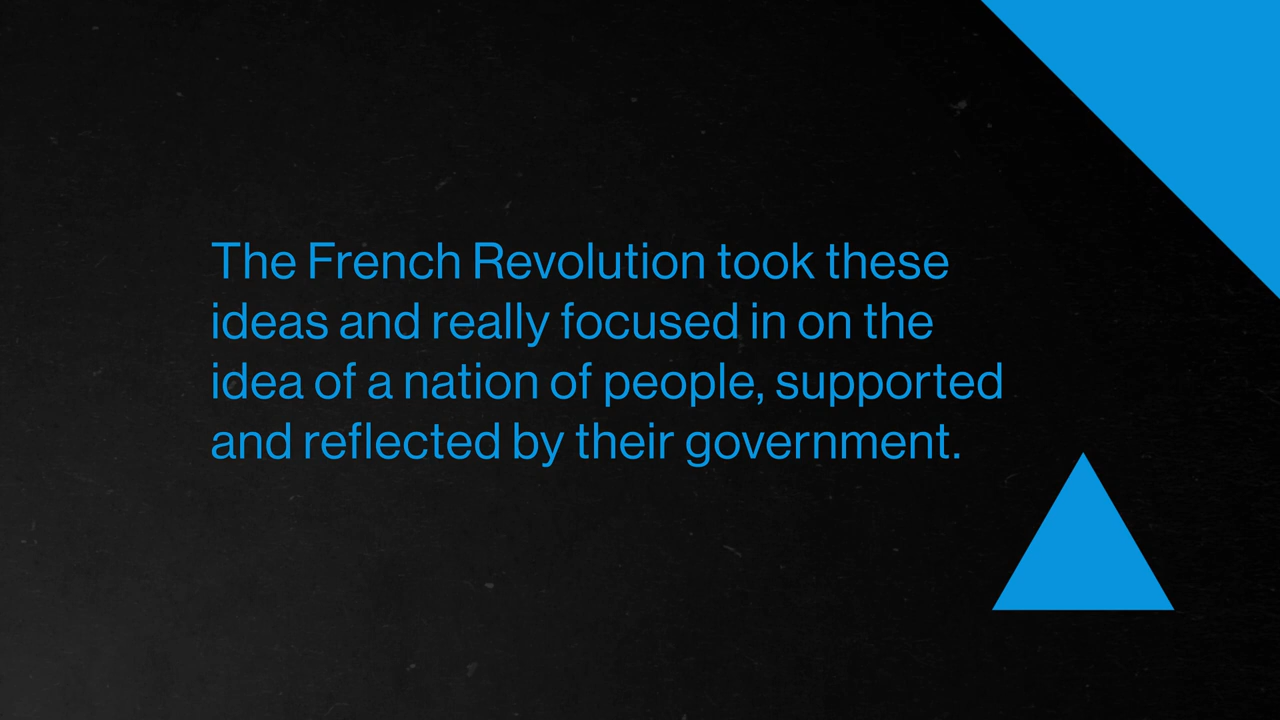 The French Revolution took these
ideas and really focused in on the
idea of a nation of people, supported
and reflected by their government.